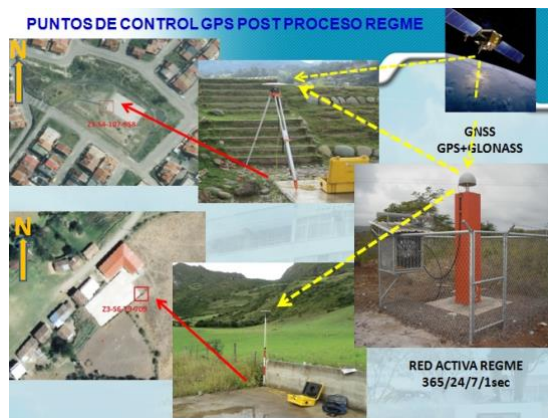 PUNTOS DE CONTROL GPS POST PROCESO REGME
N
GNSS
GPS+GLONASS
N
RED ACTIVA REGME
365/24/7/1sec